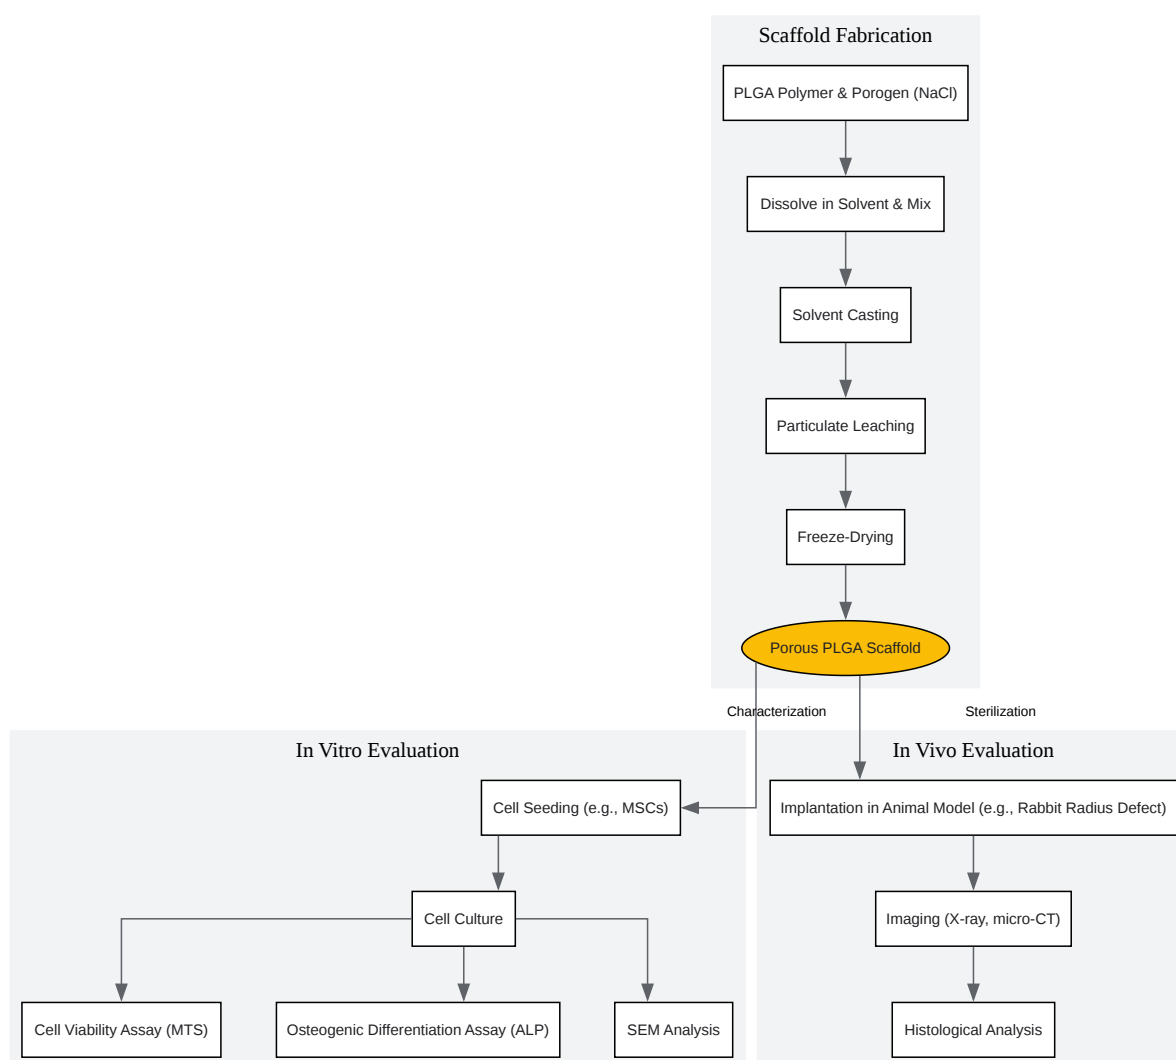 Scaffold Fabrication
PLGA Polymer & Porogen (NaCl)
Dissolve in Solvent & Mix
Solvent Casting
Particulate Leaching
Freeze-Drying
Porous PLGA Scaffold
Characterization
Sterilization
In Vitro Evaluation
Cell Seeding (e.g., MSCs)
Cell Culture
Cell Viability Assay (MTS)
Osteogenic Differentiation Assay (ALP)
SEM Analysis
In Vivo Evaluation
Implantation in Animal Model (e.g., Rabbit Radius Defect)
Imaging (X-ray, micro-CT)
Histological Analysis